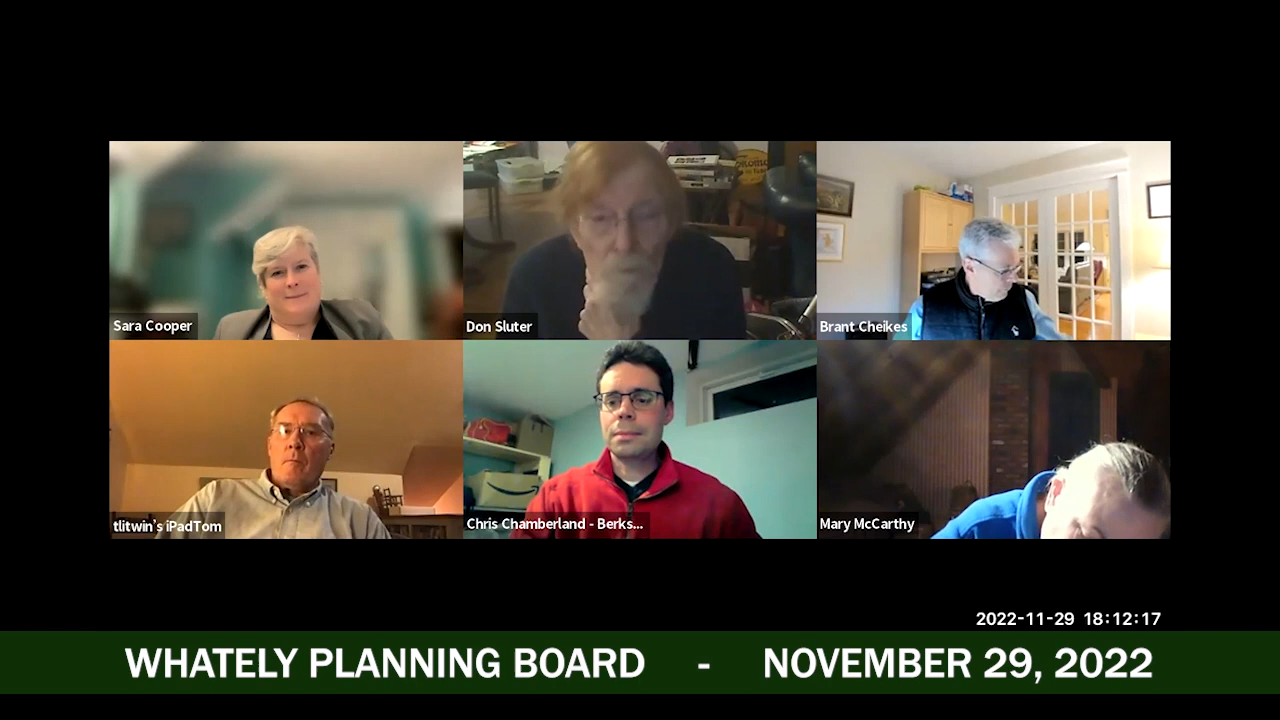 Sara Cooper
Don Sluter
Brant Cheikes
tlitwin's iPadTom
Chris Chamberland - Berks...
Mary McCarthy
2022-11-29 18:12:17
WHATELY PLANNING BOARD - NOVEMBER 29, 2022